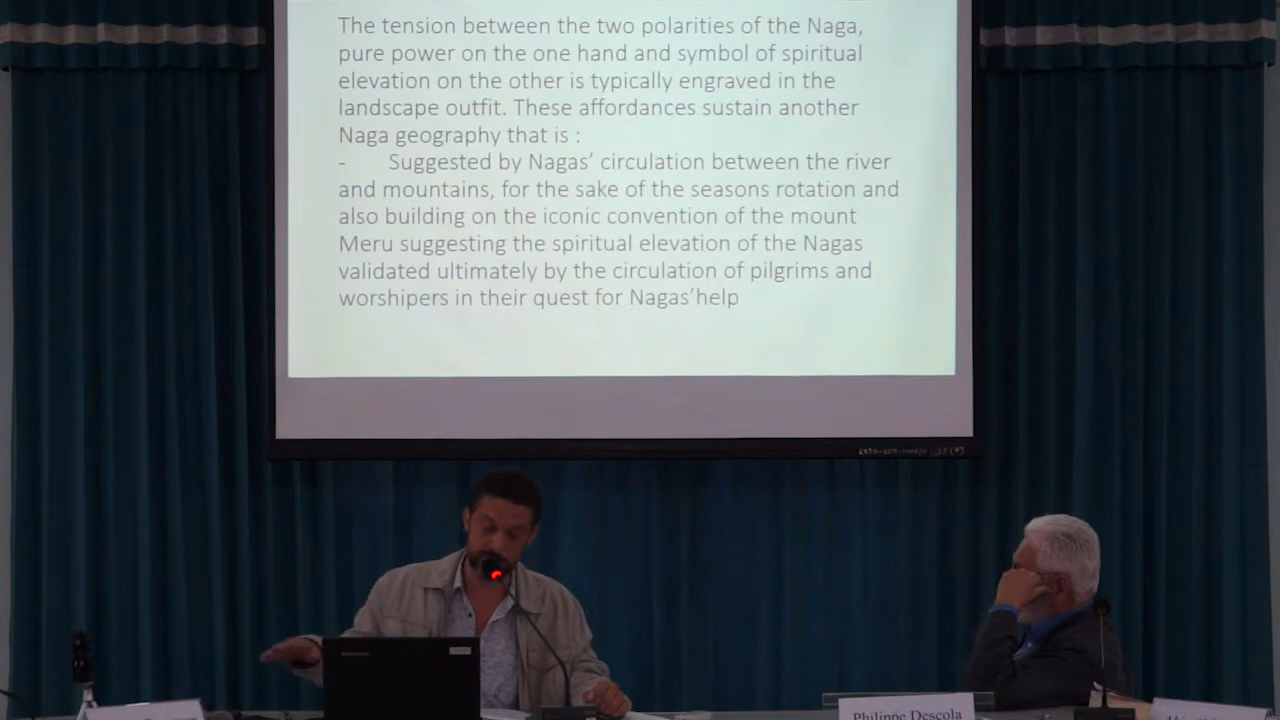 The tension between the two polarities of the Naga,
pure power on the one hand and symbol of spiritual
elevation on the other is typically engraved in the
landscape outfit. These affordances sustain another
Naga geography that is :
- Suggested by Nagas’ circulation between the river
and mountains, for the sake of the seasons rotation and
also building on the iconic convention of the mount
Meru suggesting the spiritual elevation of the Nagas
validated ultimately by the circulation of pilgrims and
worshipers in their quest for Nagas’help
Philippe Descola